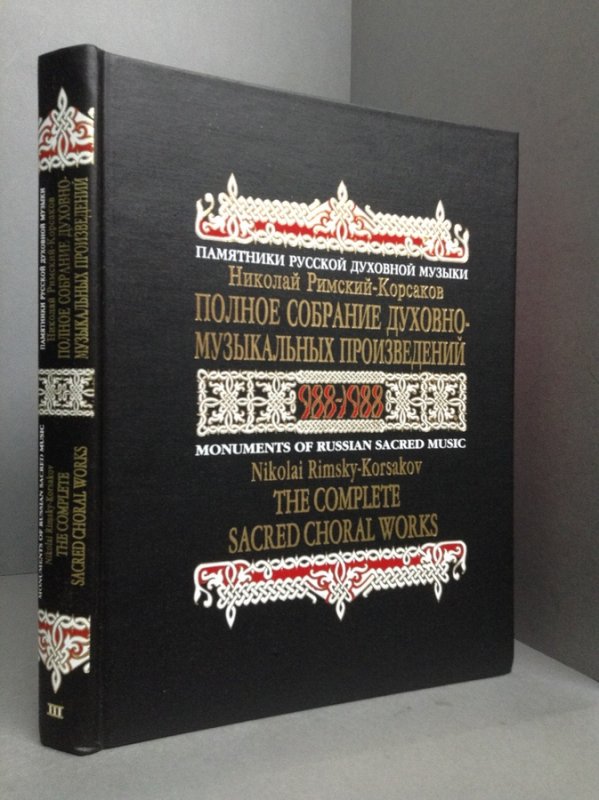 ПАМЯТНИКИ РУССКОЙ ДУХОВНОЙ МУЗЫКИ
Николай Римский-Корсаков
ПОЛНОЕ СОБРАНИЕ ДУХОВНО-
МУЗЫКАЛЬНЫХ ПРОИЗВЕДЕНИЙ
988-1988
MONUMENTS OF RUSSIAN SACRED MUSIC
Nikolai Rimsky-Korsakov
THE COMPLETE
SACRED CHORAL WORKS
ПАМЯТНИКИ РУССКОЙ ДУХОВНОЙ МУЗЫКИ
Николай Римский-Корсаков
ПОЛНОЕ СОБРАНИЕ ДУХОВНО-
МУЗЫКАЛЬНЫХ ПРОИЗВЕДЕНИЙ
MONUMENTS OF RUSSIAN SACRED MUSIC
Nikolai Rimsky-Korsakov
THE COMPLETE
SACRED CHORAL WORKS
III